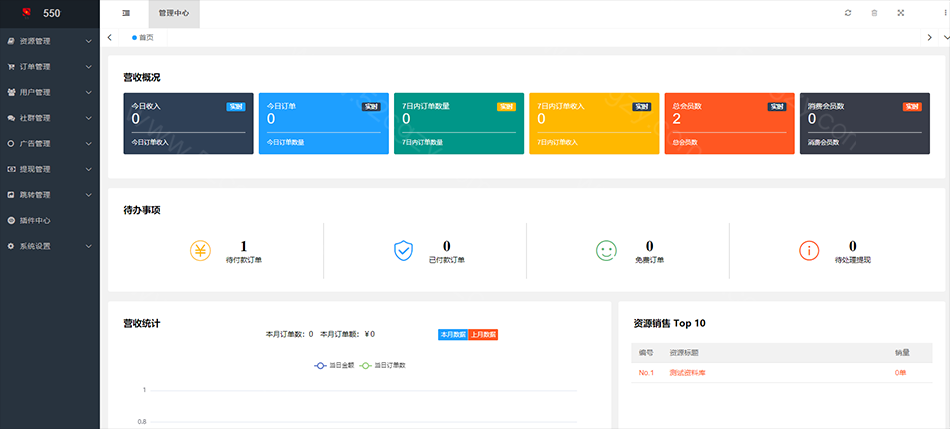 550
管理中心
首页
资源管理
订单管理
用户管理
社群管理
广告管理
提现管理
跳转管理
插件中心
系统设置
营收概况
今日收入 实时
0
今日订单收入
今日订单 实时
0
今日订单数量
7日内订单数量 实时
0
7日内订单数量
7日内订单收入 实时
0
7日内订单收入
总会员数 实时
2
总会员数
消费会员数 实时
0
消费会员数
待办事项
1
待付款订单
0
已付款订单
0
免费订单
0
待处理提现
营收统计
本月订单数：0 本月订单额：￥0
本月数据 上月数据
当日金额 当日订单数
1
0.8
资源销售 Top 10
编号 资源标题 销量
No.1 测试资料库 0单